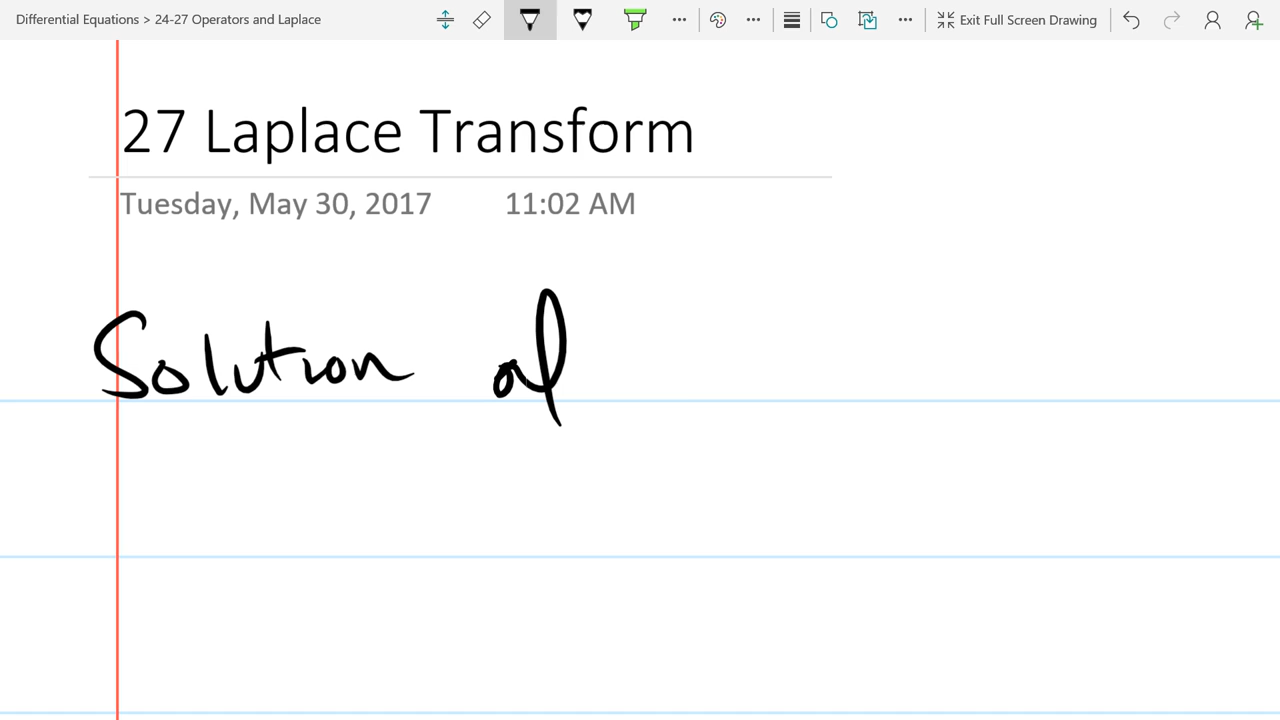 Differential Equations > 24-27 Operators and Laplace
Exit Full Screen Drawing
27 Laplace Transform
Tuesday, May 30, 2017 11:02 AM
Solution of